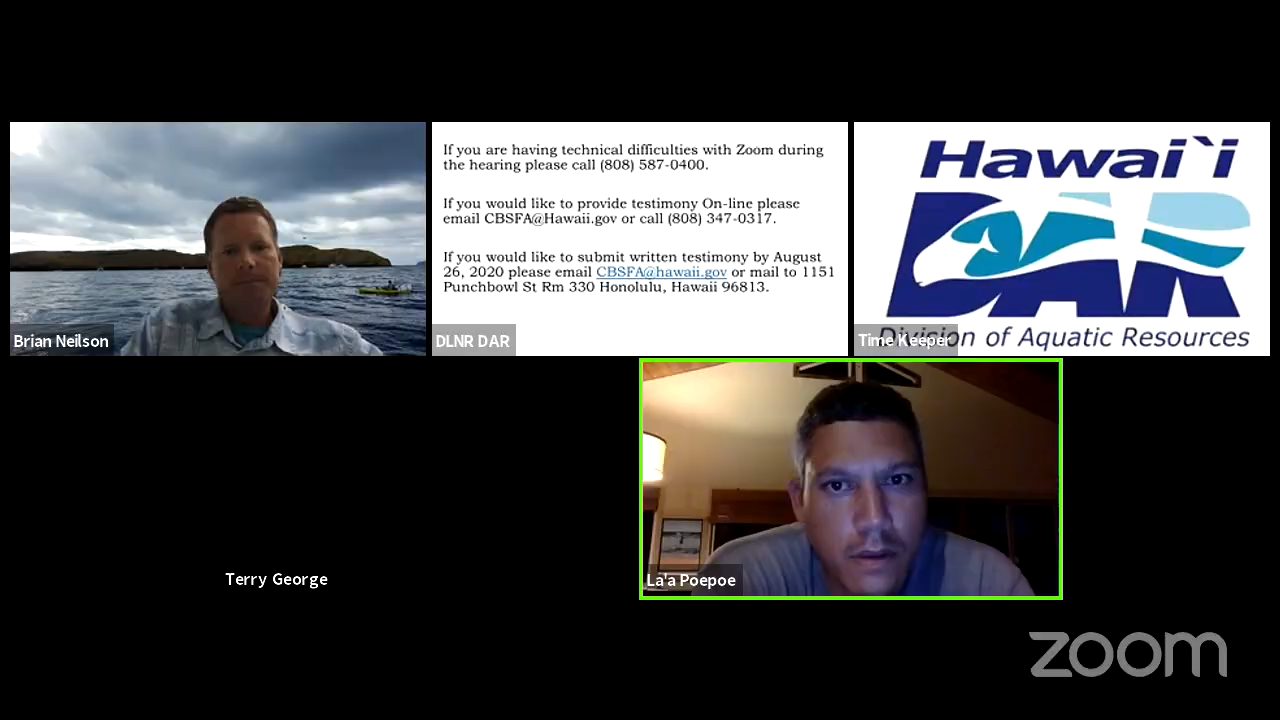 If you are having technical difficulties with Zoom during
the hearing please call (808) 587-0400.
If you would like to provide testimony On-line please
email CBSFA@Hawaii.gov or call (808) 347-0317.
If you would like to submit written testimony by August
26, 2020 please email CBSFA@hawaii.gov or mail to 1151
Punchbowl St Rm 330 Honolulu, Hawaii 96813.
Hawai`i
DAR
Division of Aquatic Resources
Brian Neilson
DLNR DAR
Time Keeper
Terry George
La'a Poepoe
zoom